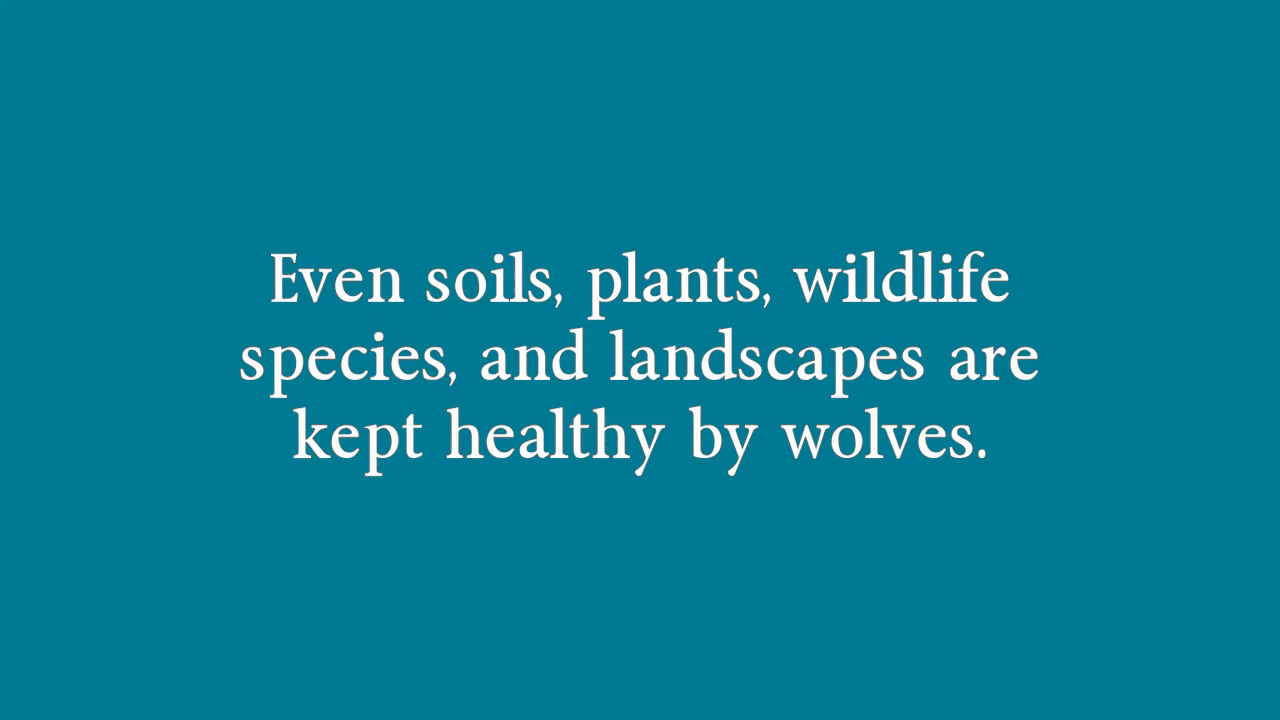 Even soils, plants, wildlife
species, and landscapes are
kept healthy by wolves.